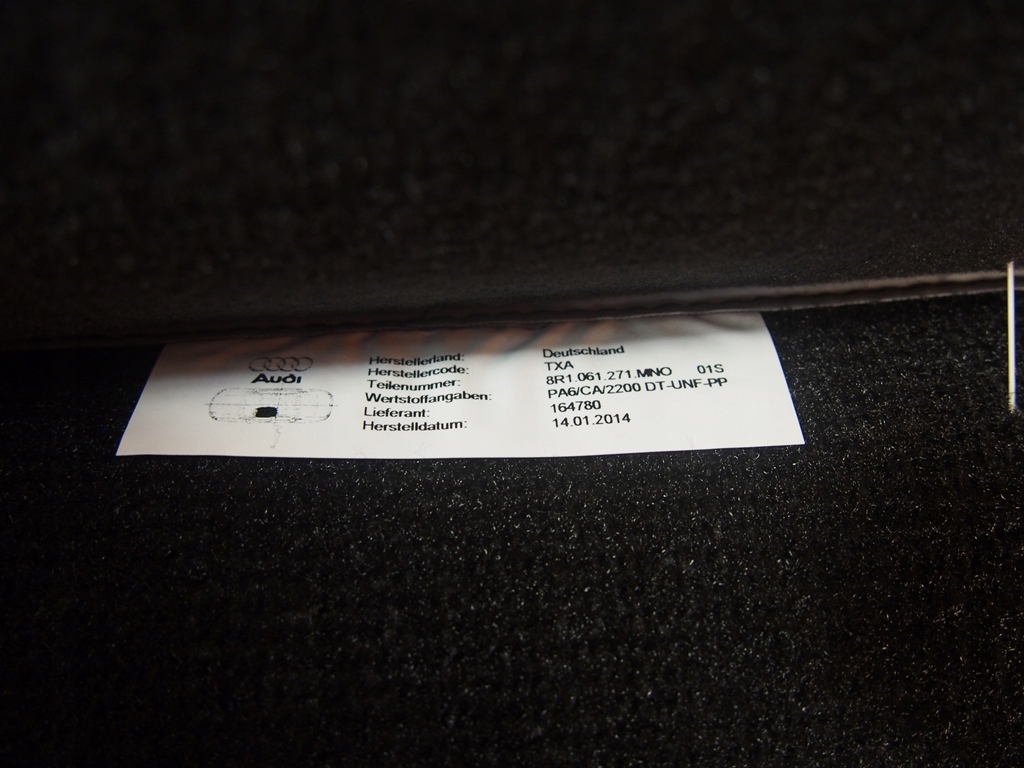 Audi
Herstellerland: Deutschland
Herstellercode: TXA
Teilenummer: 8R1.061.271.MNO 01S
Wertstoffangaben: PA6/CA/2200 DT-UNF-PP
Lieferant: 164780
Herstelldatum: 14.01.2014